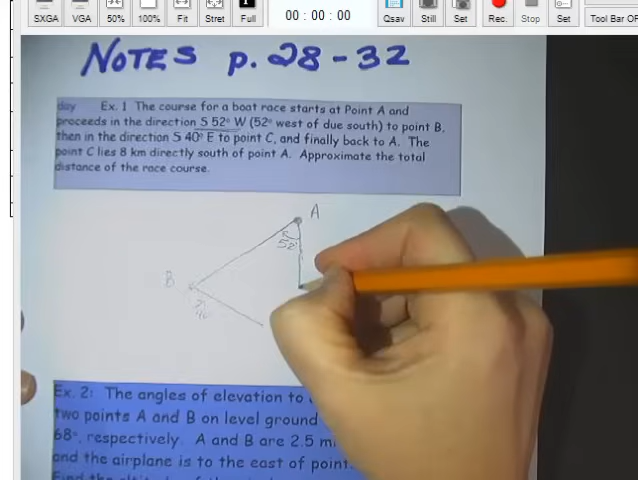 SXGA VGA 50% 100% Fit Stret Full 00 : 00 : 00 Qsav Still Set Rec. Stop Set Tool Bar OF
NOTES p. 28 - 32
day Ex. 1 The course for a boat race starts at Point A and
proceeds in the direction S 52° W (52° west of due south) to point B,
then in the direction S 40° E to point C, and finally back to A. The
point C lies 8 km directly south of point A. Approximate the total
distance of the race course.
A
52°
B
Ex. 2: The angles of elevation to
two points A and B on level ground
68°, respectively. A and B are 2.5 mi
and the airplane is to the east of point